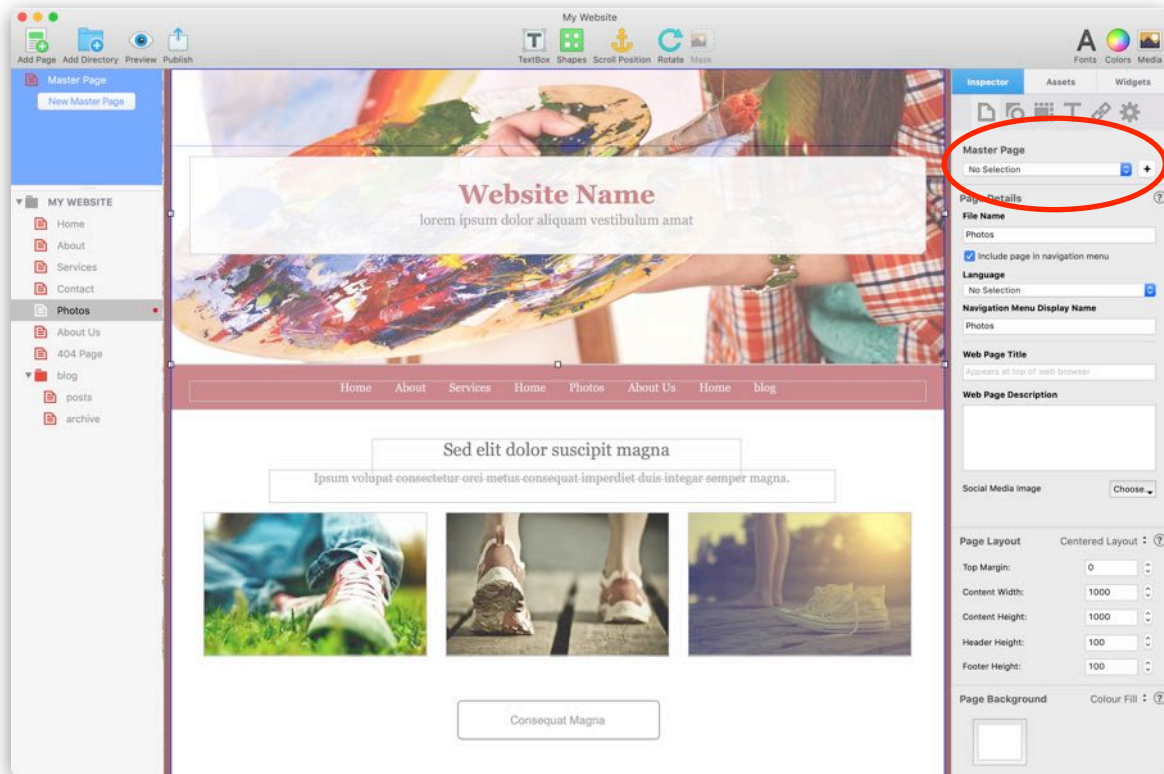 My Website
Add Page Add Directory Preview Publish
TextBox Shapes Scroll Position Rotate Mask
Fonts Colors Media
Master Page
New Master Page
MY WEBSITE
Home
About
Services
Contact
Photos
About Us
404 Page
blog
posts
archive
Website Name
lorem ipsum dolor aliquam vestibulum amat
Home About Services Home Photos About Us Home blog
Sed elit dolor suscipit magna
Ipsum volupat consectetur orci metus consequat imperdiet duis integar semper magna.
Consequat Magna
Inspector Assets Widgets
Master Page
No Selection
Page Details ?
File Name
Photos
Include page in navigation menu
Language
No Selection
Navigation Menu Display Name
Photos
Web Page Title
Appears at top of web browser
Web Page Description
Social Media Image Choose...
Page Layout Centered Layout ?
Top Margin: 0
Content Width: 1000
Content Height: 1000
Header Height: 100
Footer Height: 100
Page Background Colour Fill ?